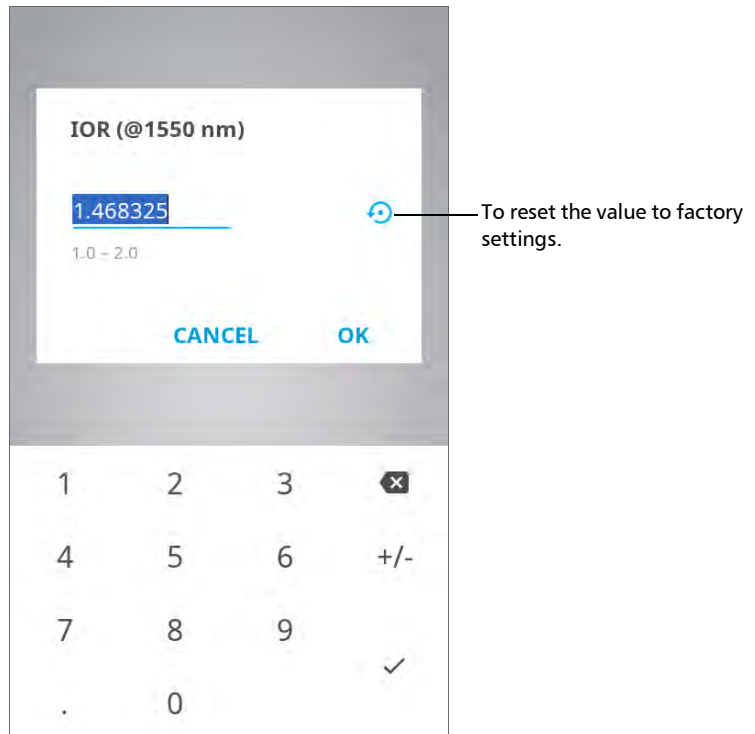 IOR (@1550 nm)
1.468325
To reset the value to factory
settings.
1.0 – 2.0
CANCEL OK
1 2 3
4 5 6 +/-
7 8 9
. 0